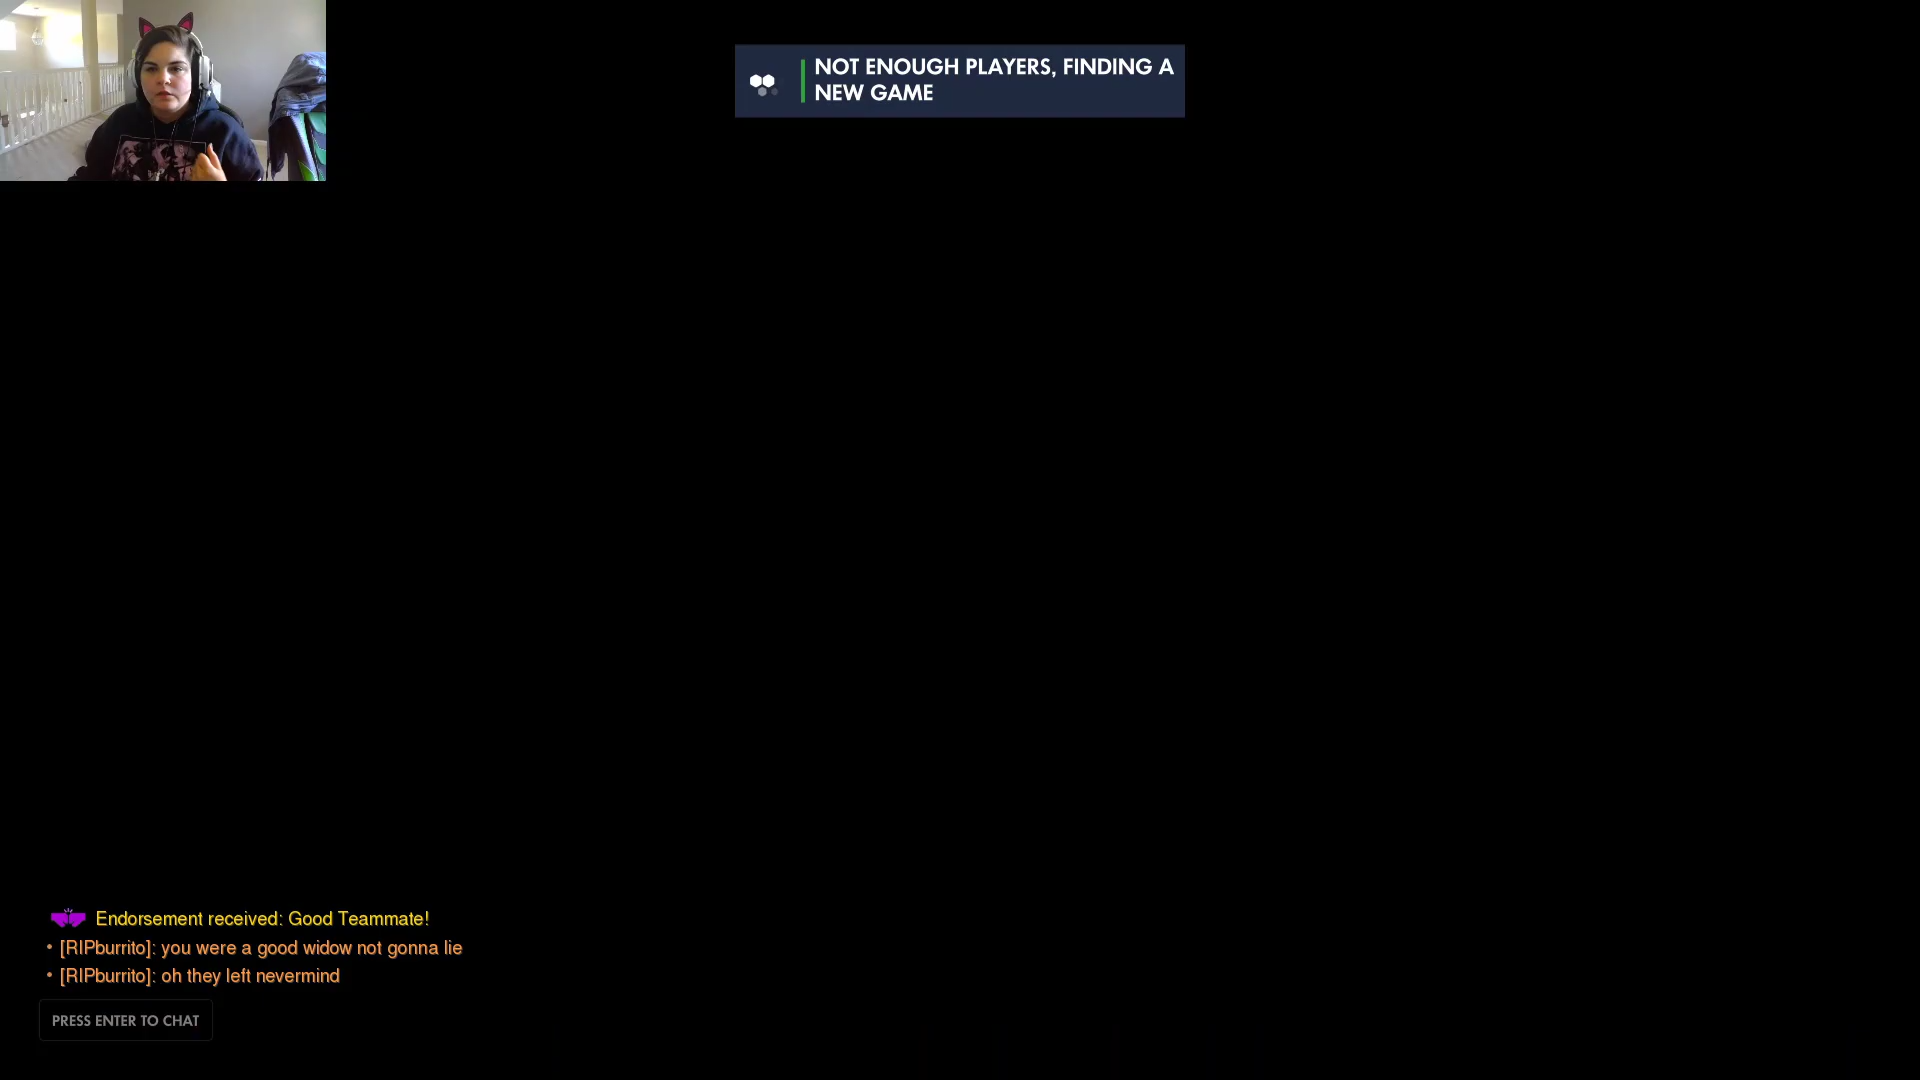 NOT ENOUGH PLAYERS, FINDING A
NEW GAME
Endorsement received: Good Teammate!
• [RIPburrito]: you were a good widow not gonna lie
• [RIPburrito]: oh they left nevermind
PRESS ENTER TO CHAT